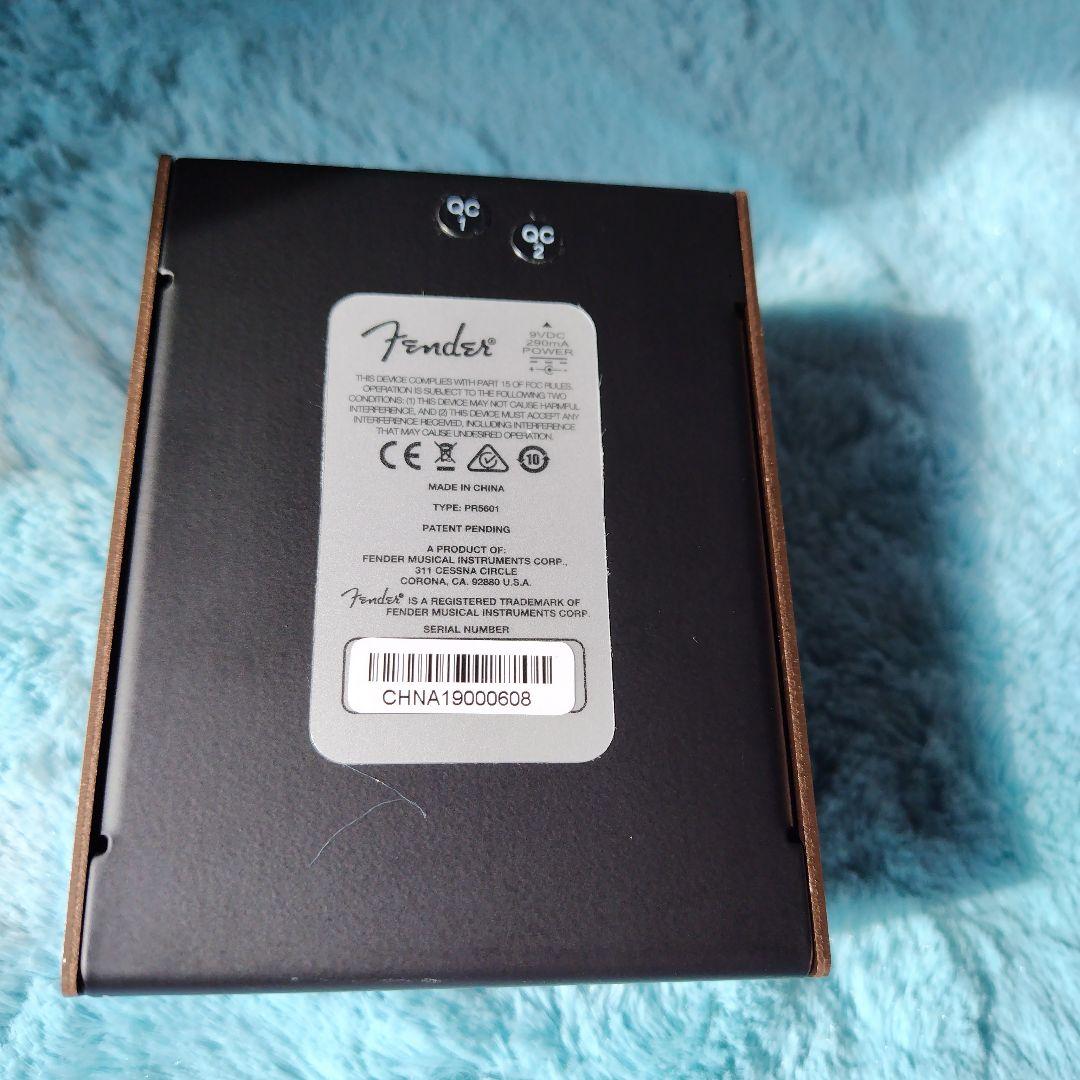 QC
1
QC
2
Fender®
9VDC
290mA
POWER
THIS DEVICE COMPLIES WITH PART 15 OF FCC RULES.
OPERATION IS SUBJECT TO THE FOLLOWING TWO
CONDITIONS: (1) THIS DEVICE MAY NOT CAUSE HARMFUL
INTERFERENCE, AND (2) THIS DEVICE MUST ACCEPT ANY
INTERFERENCE RECEIVED, INCLUDING INTERFERENCE
THAT MAY CAUSE UNDESIRED OPERATION.
CE 10
MADE IN CHINA
TYPE: PR5601
PATENT PENDING
A PRODUCT OF:
FENDER MUSICAL INSTRUMENTS CORP.,
311 CESSNA CIRCLE
CORONA, CA. 92880 U.S.A.
Fender® IS A REGISTERED TRADEMARK OF
FENDER MUSICAL INSTRUMENTS CORP.
SERIAL NUMBER
CHNA19000608